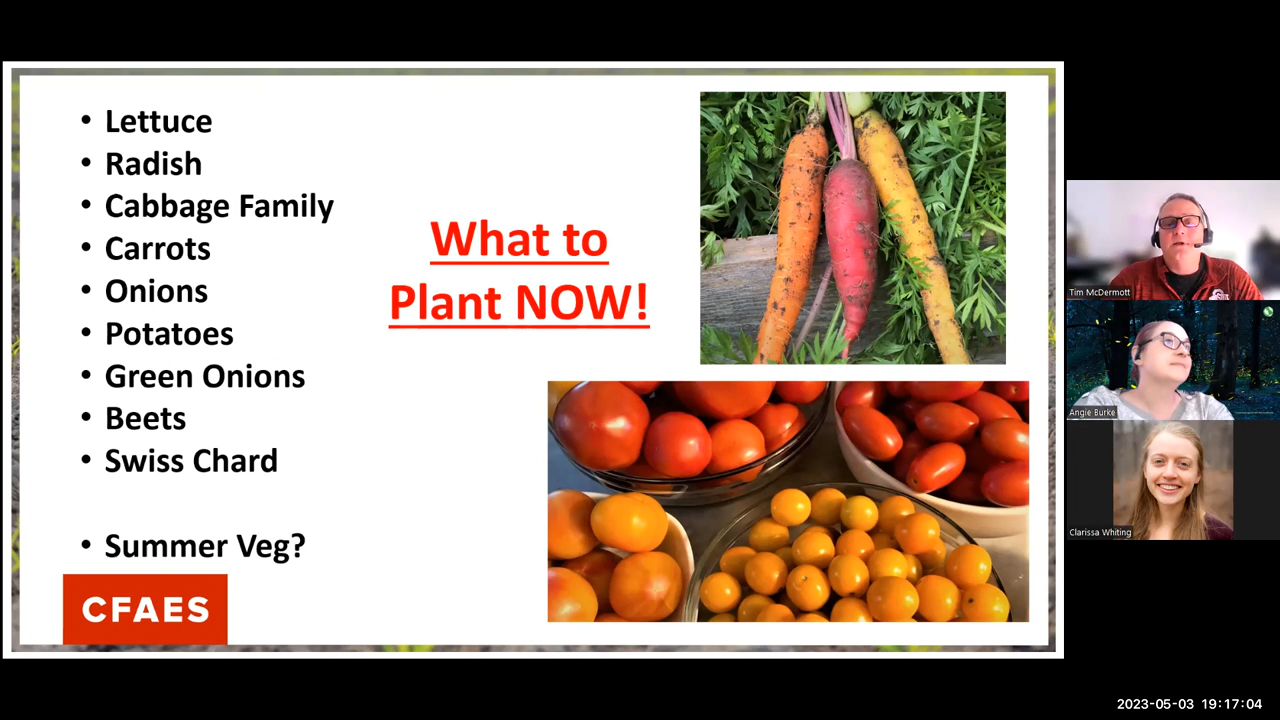 • Lettuce
• Radish
• Cabbage Family
• Carrots
• Onions
• Potatoes
• Green Onions
• Beets
• Swiss Chard
• Summer Veg?
CFAES
What to
Plant NOW!
Tim McDermott
Angie Burke
Clarissa Whiting
2023-05-03 19:17:04